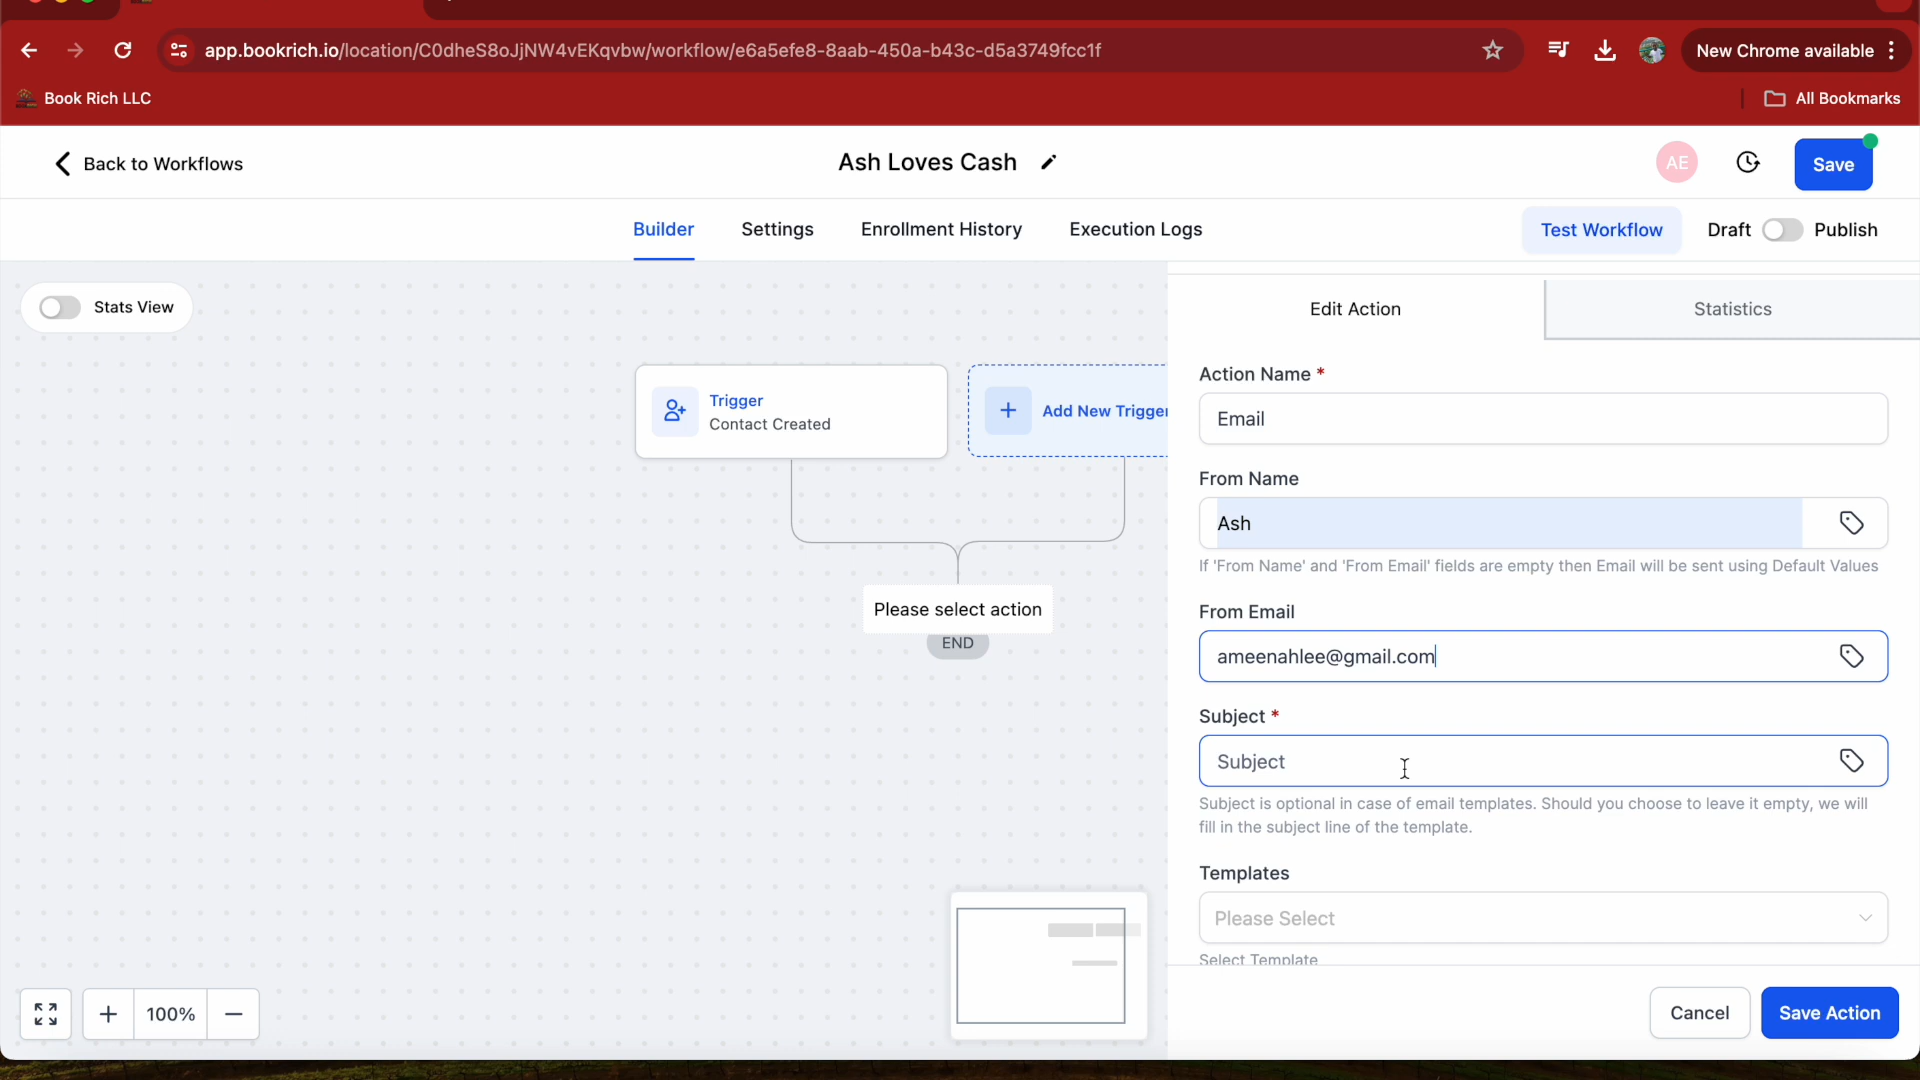 app.bookrich.io/location/C0dheS8oJjNW4vEKqvbw/workflow/e6a5efe8-8aab-450a-b43c-d5a3749fcc1f
New Chrome available
Book Rich LLC
All Bookmarks
Back to Workflows
Ash Loves Cash
AE
Save
Builder
Settings
Enrollment History
Execution Logs
Test Workflow
Draft
Publish
Stats View
Edit Action
Statistics
Trigger
Contact Created
Add New Trigger
Please select action
END
Action Name *
Email
From Name
Ash
If 'From Name' and 'From Email' fields are empty then Email will be sent using Default Values
From Email
ameenahlee@gmail.com
Subject *
Subject
Subject is optional in case of email templates. Should you choose to leave it empty, we will
fill in the subject line of the template.
Templates
Please Select
Select Template
100%
Cancel
Save Action